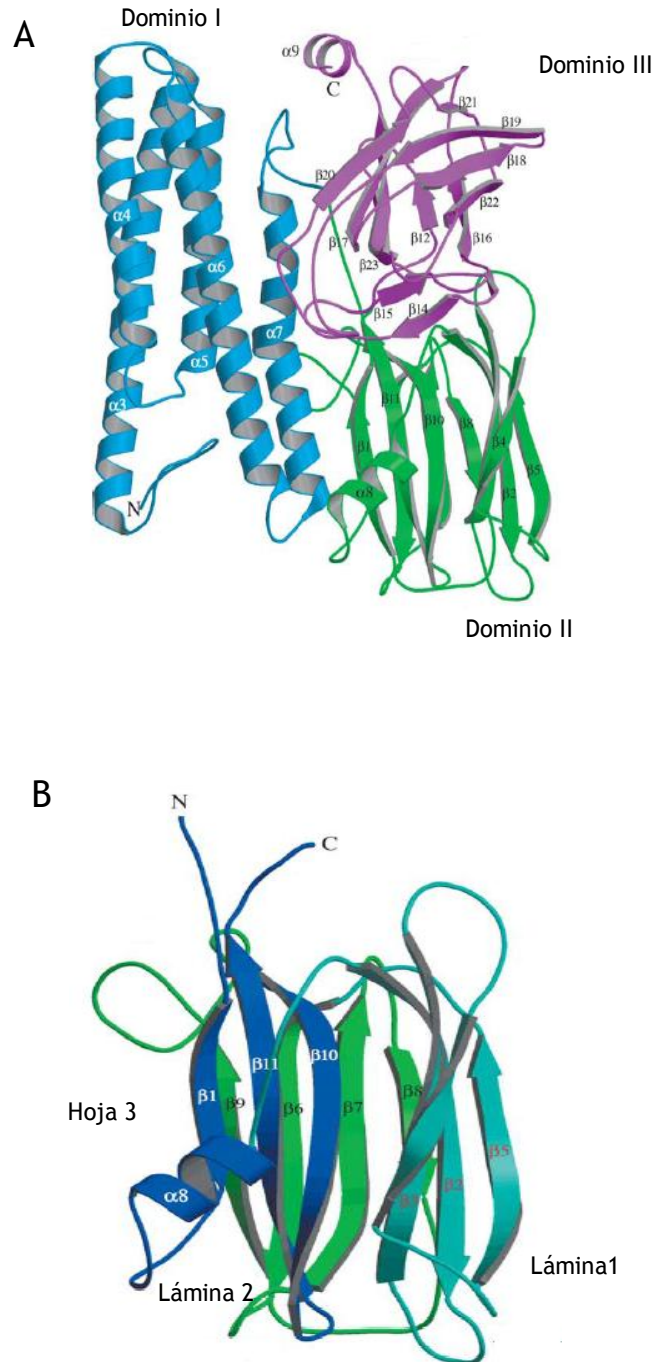 Dominio I
A
α9
C
Dominio III
β21
β19
β18
β20
β22
α4
β17
β12
β16
α6
β23
β15
β14
α7
α5
β11
β10
α3
β1
β8
β4
β5
α8
β2
N
Dominio II
B
N
C
β11
β10
β1
β9
β6
β7
β8
Hoja 3
β5
β3
β2
α8
Lámina 2
Lámina1